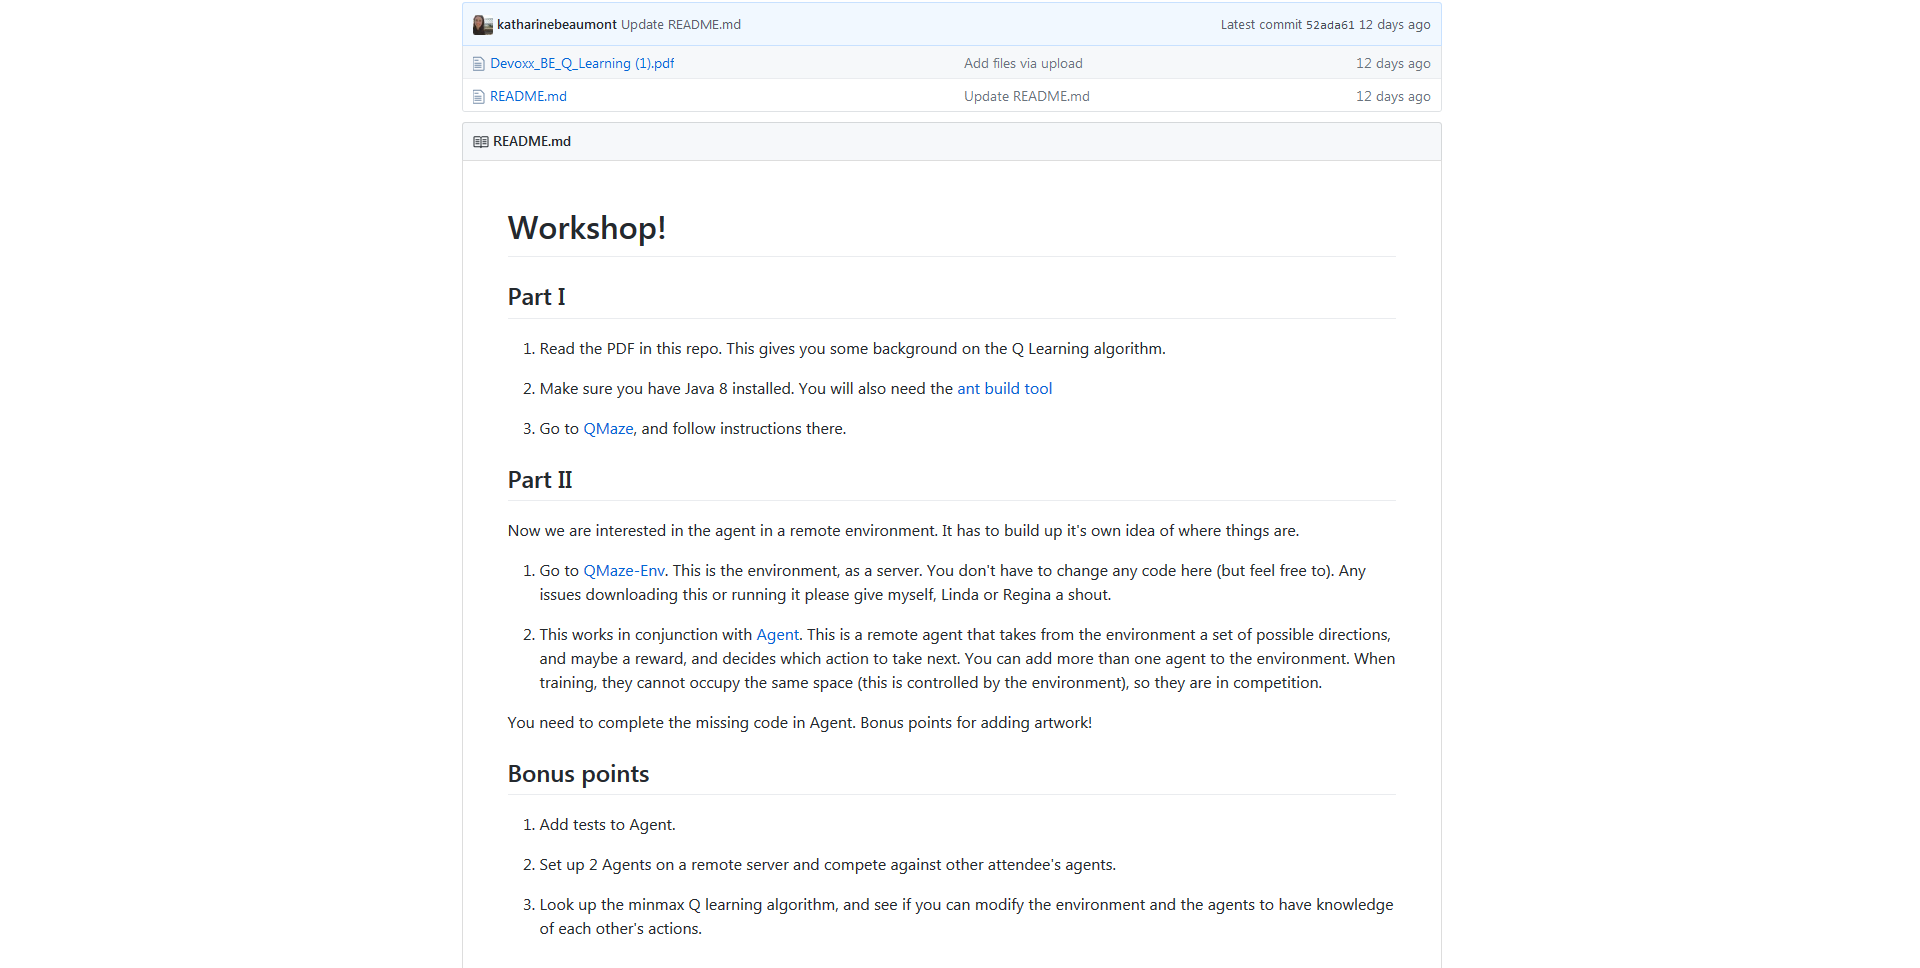 katharinebeaumont Update README.md Latest commit 52ada61 12 days ago
Devoxx_BE_Q_Learning (1).pdf Add files via upload 12 days ago
README.md Update README.md 12 days ago
README.md
Workshop!
Part I
1. Read the PDF in this repo. This gives you some background on the Q Learning algorithm.
2. Make sure you have Java 8 installed. You will also need the ant build tool
3. Go to QMaze, and follow instructions there.
Part II
Now we are interested in the agent in a remote environment. It has to build up it's own idea of where things are.
1. Go to QMaze-Env. This is the environment, as a server. You don't have to change any code here (but feel free to). Any
issues downloading this or running it please give myself, Linda or Regina a shout.
2. This works in conjunction with Agent. This is a remote agent that takes from the environment a set of possible directions,
and maybe a reward, and decides which action to take next. You can add more than one agent to the environment. When
training, they cannot occupy the same space (this is controlled by the environment), so they are in competition.
You need to complete the missing code in Agent. Bonus points for adding artwork!
Bonus points
1. Add tests to Agent.
2. Set up 2 Agents on a remote server and compete against other attendee's agents.
3. Look up the minmax Q learning algorithm, and see if you can modify the environment and the agents to have knowledge
of each other's actions.